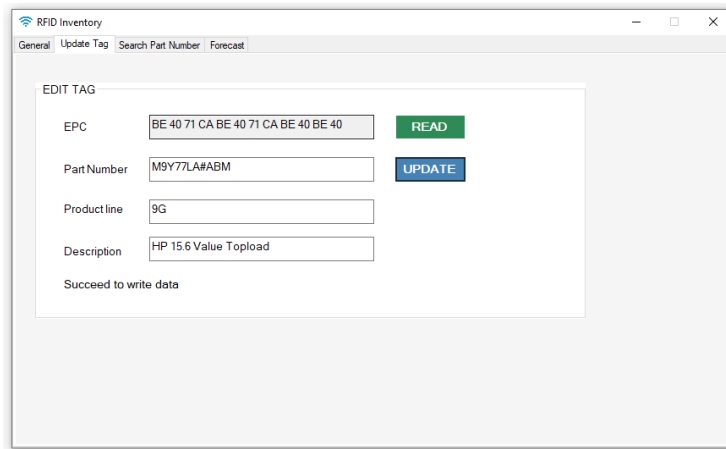 RFID Inventory
General Update Tag Search Part Number Forecast
EDIT TAG
EPC BE 40 71 CA BE 40 71 CA BE 40 BE 40 READ
Part Number M9Y77LA#ABM UPDATE
Product line 9G
Description HP 15.6 Value Topload
Succeed to write data